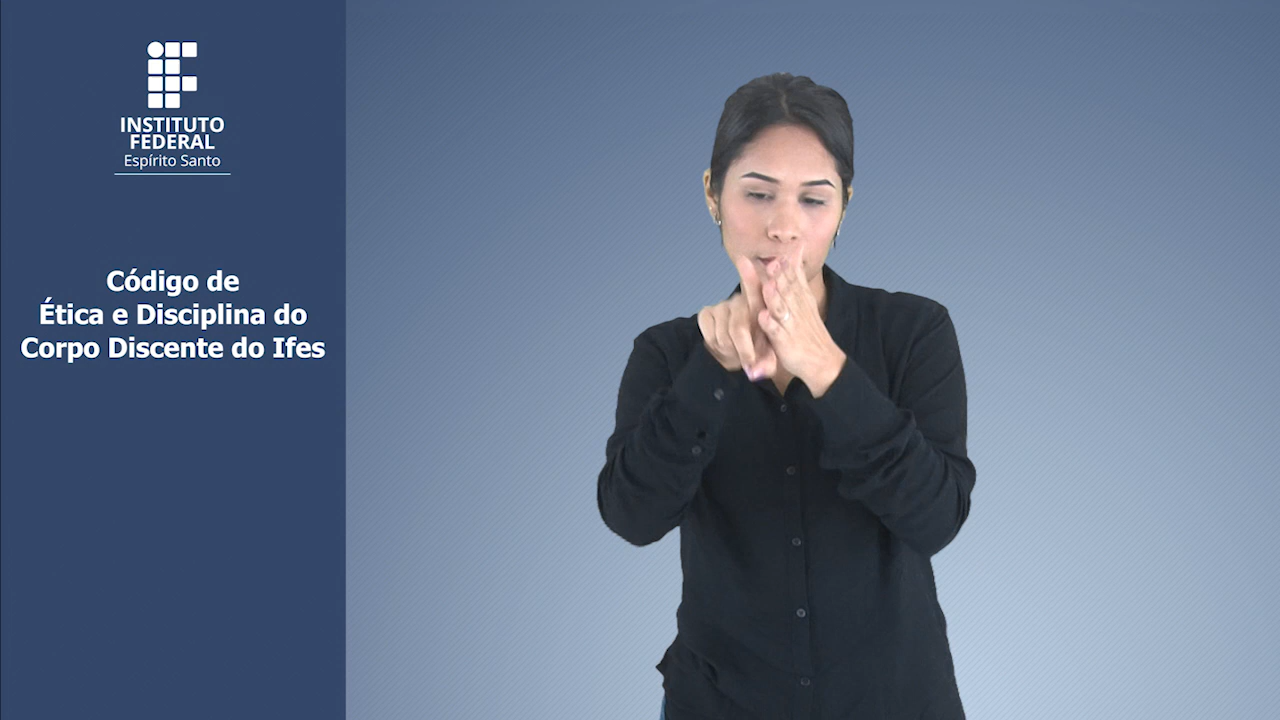 INSTITUTO
FEDERAL
Espírito Santo
Código de
Ética e Disciplina do
Corpo Discente do Ifes